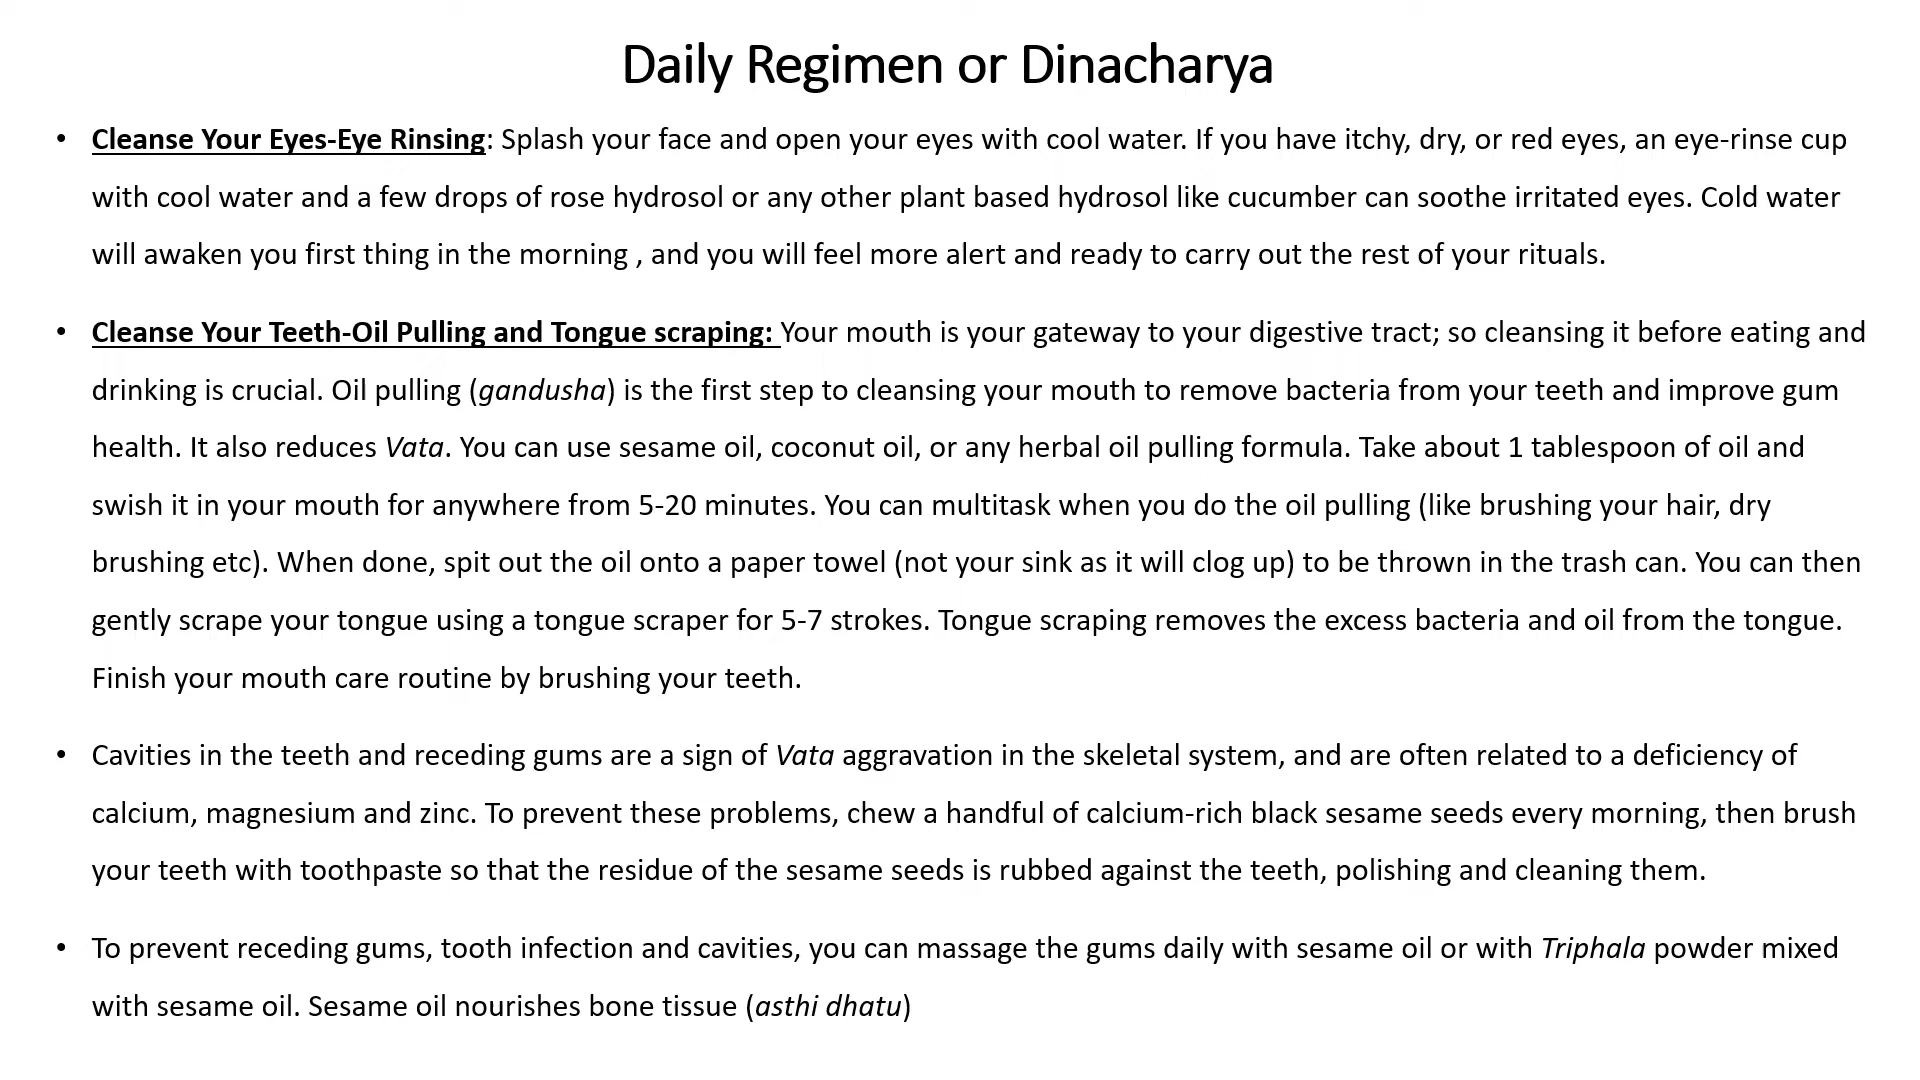 Daily Regimen or Dinacharya
• Cleanse Your Eyes-Eye Rinsing: Splash your face and open your eyes with cool water. If you have itchy, dry, or red eyes, an eye-rinse cup
with cool water and a few drops of rose hydrosol or any other plant based hydrosol like cucumber can soothe irritated eyes. Cold water
will awaken you first thing in the morning , and you will feel more alert and ready to carry out the rest of your rituals.
• Cleanse Your Teeth-Oil Pulling and Tongue scraping: Your mouth is your gateway to your digestive tract; so cleansing it before eating and
drinking is crucial. Oil pulling (gandusha) is the first step to cleansing your mouth to remove bacteria from your teeth and improve gum
health. It also reduces Vata. You can use sesame oil, coconut oil, or any herbal oil pulling formula. Take about 1 tablespoon of oil and
swish it in your mouth for anywhere from 5-20 minutes. You can multitask when you do the oil pulling (like brushing your hair, dry
brushing etc). When done, spit out the oil onto a paper towel (not your sink as it will clog up) to be thrown in the trash can. You can then
gently scrape your tongue using a tongue scraper for 5-7 strokes. Tongue scraping removes the excess bacteria and oil from the tongue.
Finish your mouth care routine by brushing your teeth.
• Cavities in the teeth and receding gums are a sign of Vata aggravation in the skeletal system, and are often related to a deficiency of
calcium, magnesium and zinc. To prevent these problems, chew a handful of calcium-rich black sesame seeds every morning, then brush
your teeth with toothpaste so that the residue of the sesame seeds is rubbed against the teeth, polishing and cleaning them.
• To prevent receding gums, tooth infection and cavities, you can massage the gums daily with sesame oil or with Triphala powder mixed
with sesame oil. Sesame oil nourishes bone tissue (asthi dhatu)